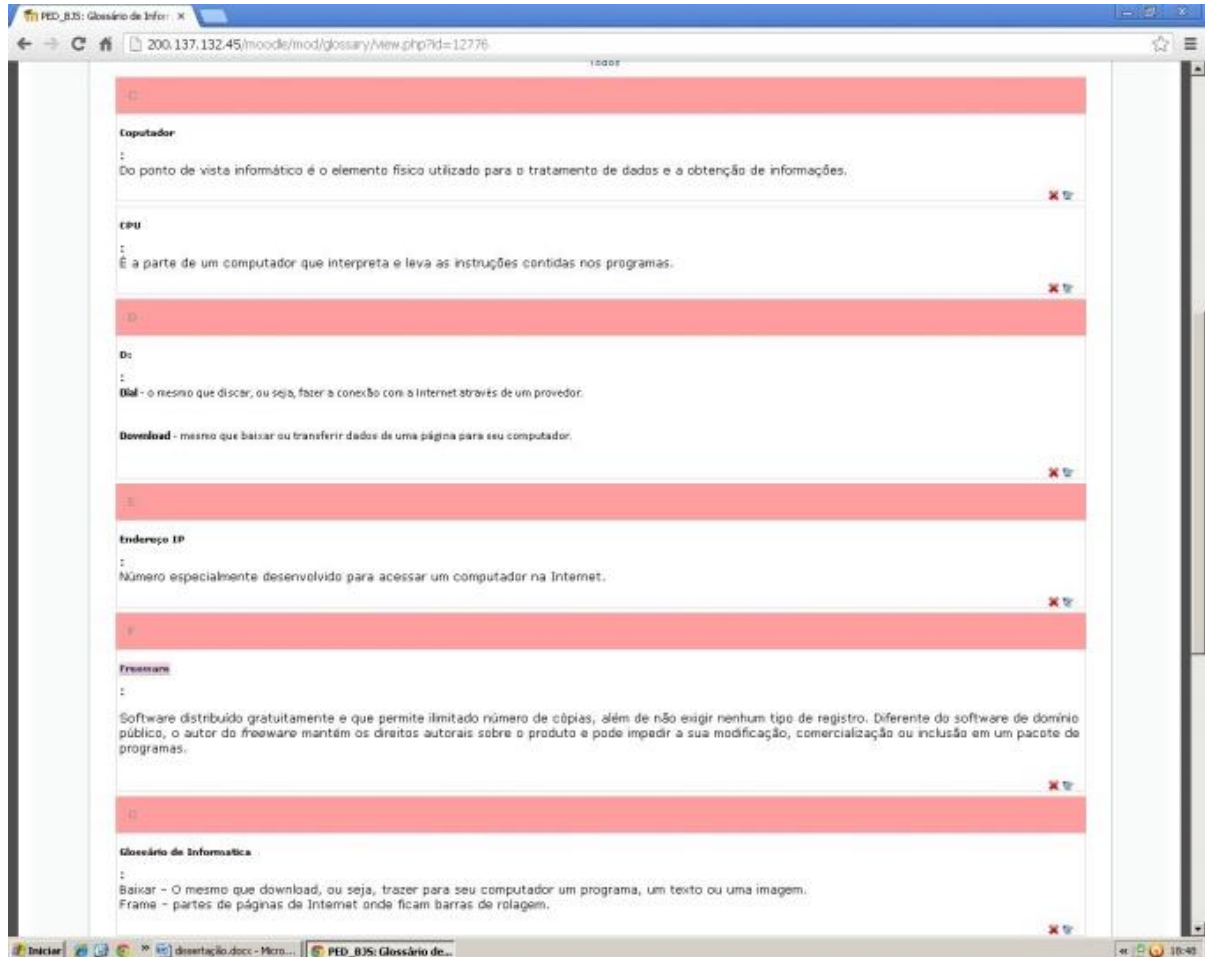 PED_BJS: Glossário de Infor
200.137.132.45/moodle/mod/glossary/view.php?id=12776
Todos
C
Coputador
:
Do ponto de vista informático é o elemento físico utilizado para o tratamento de dados e a obtenção de informações.
CPU
:
É a parte de um computador que interpreta e leva as instruções contidas nos programas.
D
D:
:
Dial - o mesmo que discar, ou seja, fazer a conexão com a Internet através de um provedor.
Download - mesmo que baixar ou transferir dados de uma página para seu computador.
E
Endereço IP
:
Número especialmente desenvolvido para acessar um computador na Internet.
F
Freeware
:
Software distribuído gratuitamente e que permite ilimitado número de cópias, além de não exigir nenhum tipo de registro. Diferente do software de domínio
público, o autor do freeware mantém os direitos autorais sobre o produto e pode impedir a sua modificação, comercialização ou inclusão em um pacote de
programas.
G
Glossário de Informatica
:
Baixar - O mesmo que download, ou seja, trazer para seu computador um programa, um texto ou uma imagem.
Frame - partes de páginas de Internet onde ficam barras de rolagem.
Iniciar » dissertação.docx - Micro... PED_BJS: Glossário de... « 18:48